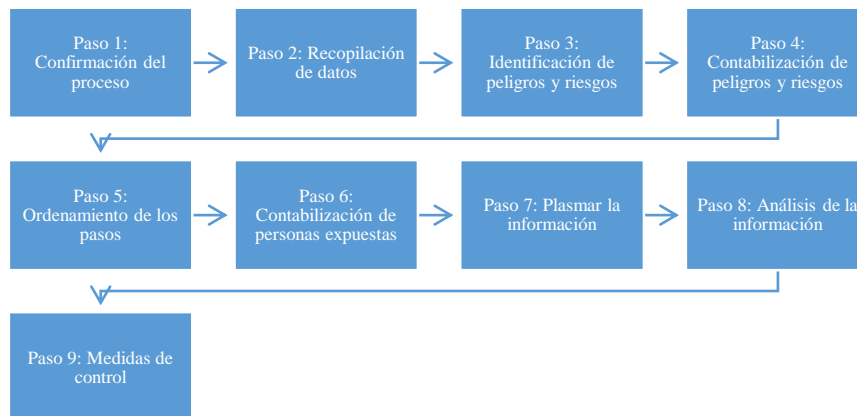 Paso 1:
Confirmación del
proceso
Paso 2: Recopilación
de datos
Paso 3:
Identificación de
peligros y riesgos
Paso 4:
Contabilización de
peligros y riesgos
Paso 5:
Ordenamiento de los
pasos
Paso 6:
Contabilización de
personas expuestas
Paso 7: Plasmar la
información
Paso 8: Análisis de la
información
Paso 9: Medidas de
control